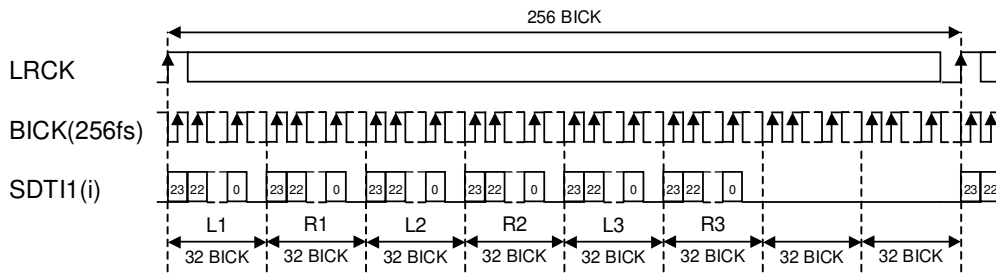 256 BICK
LRCK
BICK(256fs)
SDTI1(i)
23 22 0 23 22 0 23 22 0 23 22 0 23 22 0 23 22 0 23 22
L1 R1 L2 R2 L3 R3
32 BICK 32 BICK 32 BICK 32 BICK 32 BICK 32 BICK 32 BICK 32 BICK